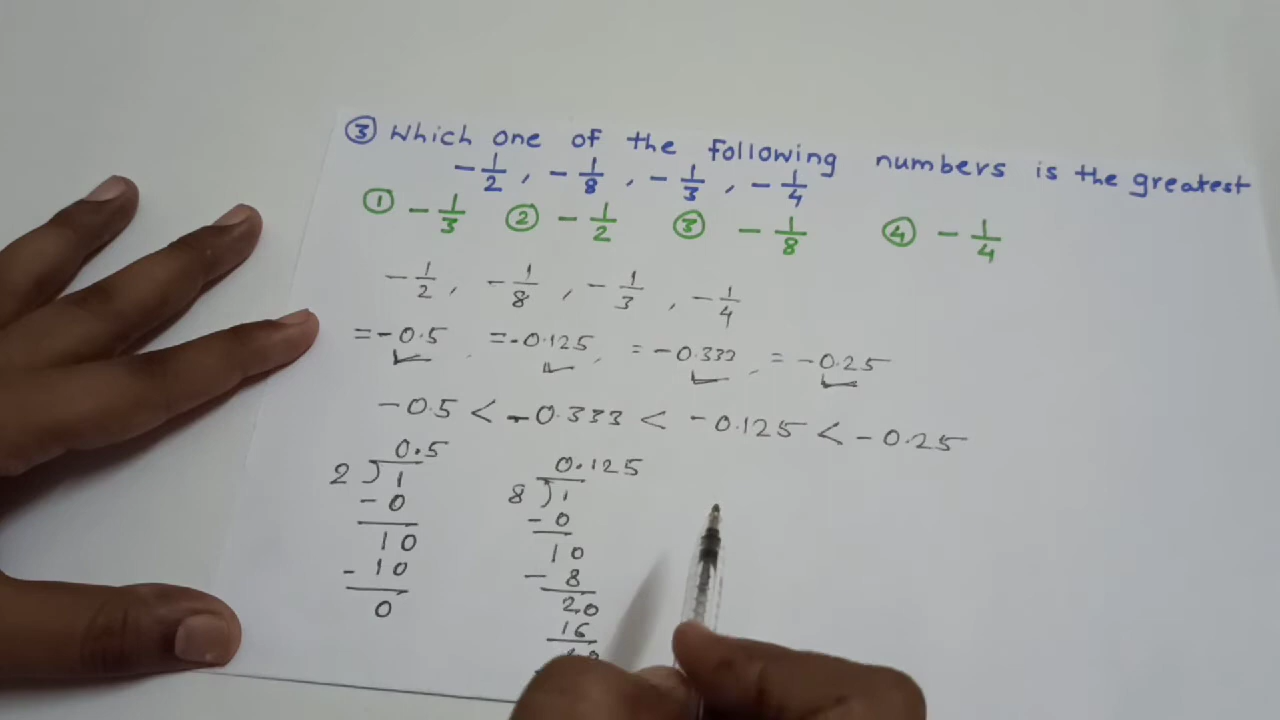 ③ Which one of the following numbers is the greatest
-1/2, -1/8, -1/3, -1/4
① -1/3 ② -1/2 ③ -1/8 ④ -1/4
-1/2, -1/8, -1/3, -1/4
=-0.5, =-0.125, =-0.333, =-0.25
-0.5 < -0.333 < -0.125 < -0.25
0.5 0.125
2)1 8)1
-0 -0
10 10
-10 -8
0 20
16